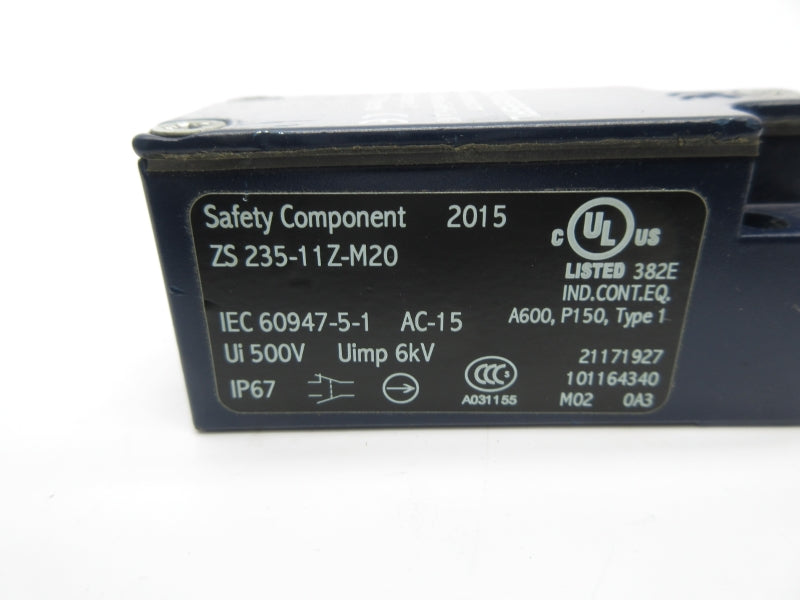 Safety Component 2015
ZS 235-11Z-M20
C UL US
LISTED 382E
IND.CONT.EQ.
A600, P150, Type 1
IEC 60947-5-1 AC-15
Ui 500V Uimp 6kV
IP67
CCC S
A031155
21171927
101164340
M02 0A3